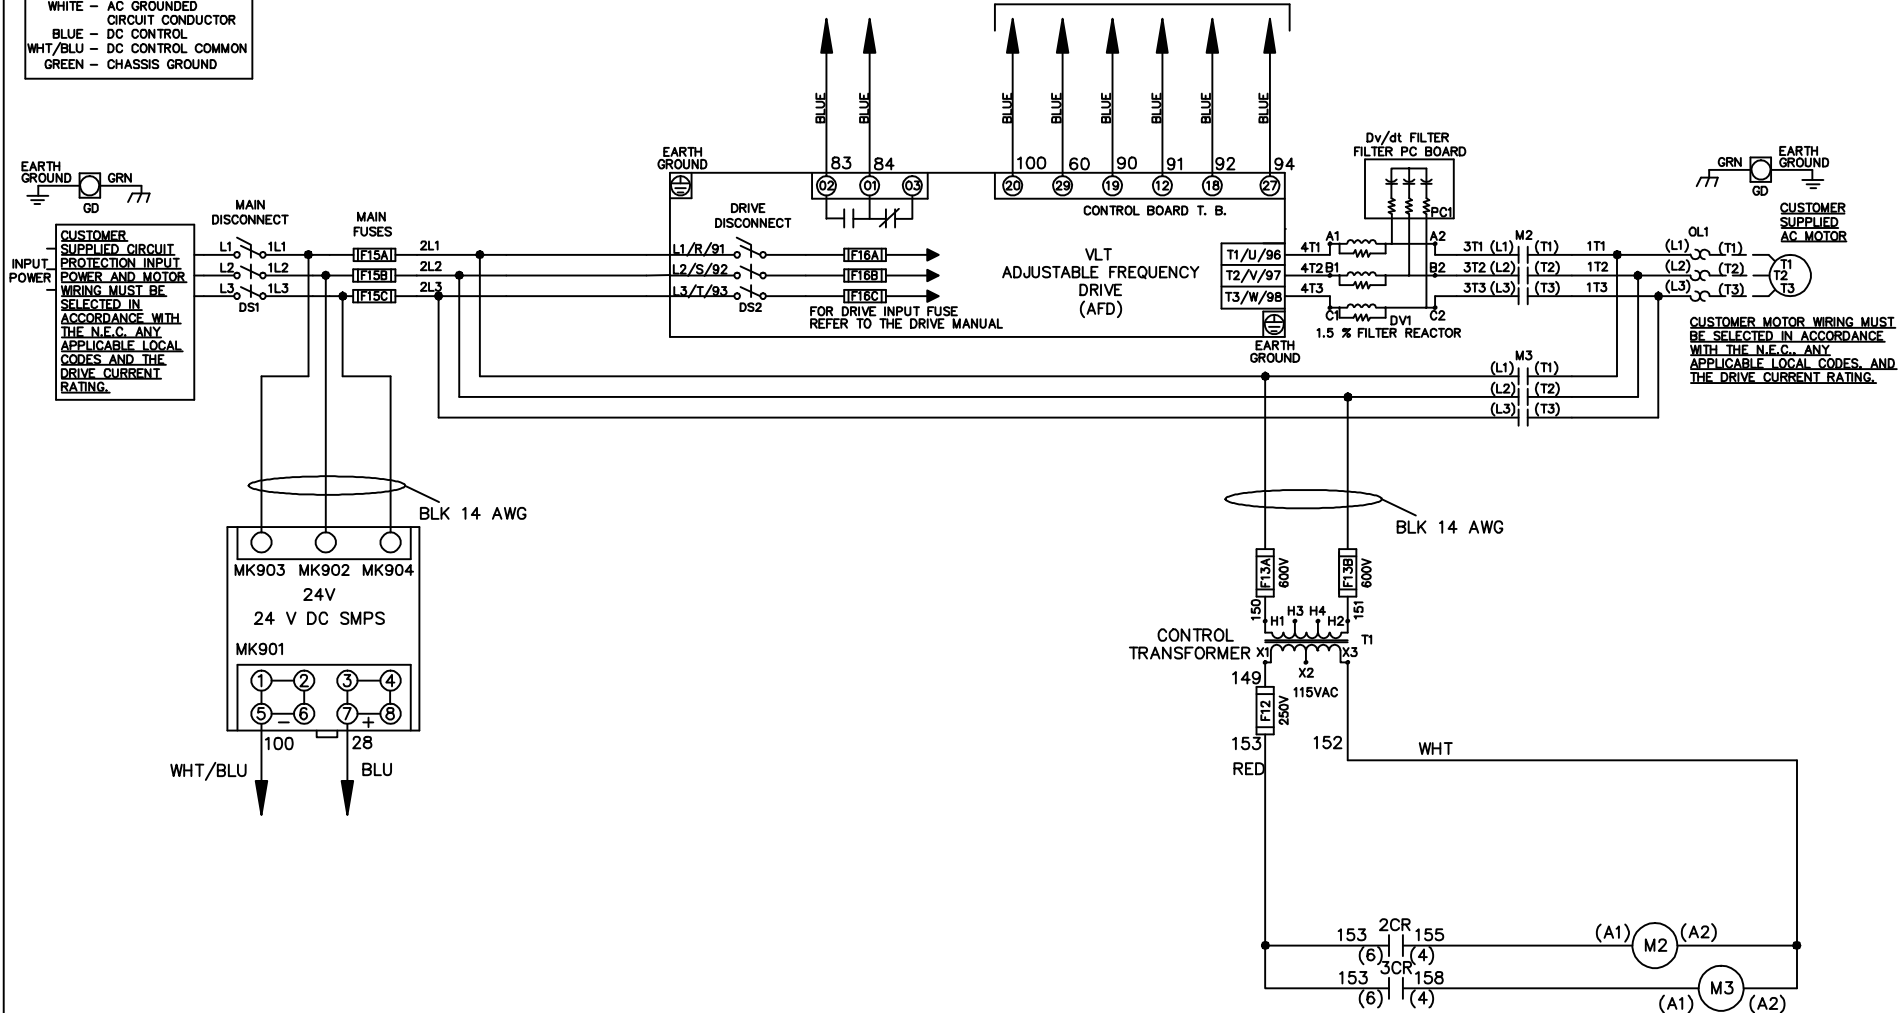 WHITE – AC GROUNDED
CIRCUIT CONDUCTOR
BLUE – DC CONTROL
WHT/BLU – DC CONTROL COMMON
GREEN – CHASSIS GROUND
BLUE
BLUE
BLUE
BLUE
BLUE
BLUE
BLUE
BLUE
EARTH
GROUND
GRN
GD
EARTH
GROUND
83
84
100
60
90
91
92
94
02
01
03
20
29
19
12
18
27
CONTROL BOARD T. B.
Dv/dt FILTER
FILTER PC BOARD
PC1
GRN
EARTH
GROUND
GD
CUSTOMER
SUPPLIED
AC MOTOR
INPUT
POWER
CUSTOMER
SUPPLIED CIRCUIT
PROTECTION INPUT
POWER AND MOTOR
WIRING MUST BE
SELECTED IN
ACCORDANCE WITH
THE N.E.C. ANY
APPLICABLE LOCAL
CODES AND THE
DRIVE CURRENT
RATING.
MAIN
DISCONNECT
L1
1L1
L2
1L2
L3
1L3
DS1
MAIN
FUSES
F15A
F15B
F15C
2L1
2L2
2L3
L1/R/91
L2/S/92
L3/T/93
DRIVE
DISCONNECT
DS2
F16A
F16B
F16C
FOR DRIVE INPUT FUSE
REFER TO THE DRIVE MANUAL
VLT
ADJUSTABLE FREQUENCY
DRIVE
(AFD)
T1/U/96
T2/V/97
T3/W/98
EARTH
GROUND
4T1
4T2
4T3
A1
B1
C1
A2
B2
C2
DV1
1.5 % FILTER REACTOR
3T1 (L1)
3T2 (L2)
3T3 (L3)
M2
(T1)
(T2)
(T3)
1T1
1T2
1T3
OL1
(L1)
(L2)
(L3)
(T1)
(T2)
(T3)
T1
T2
T3
CUSTOMER MOTOR WIRING MUST
BE SELECTED IN ACCORDANCE
WITH THE N.E.C., ANY
APPLICABLE LOCAL CODES, AND
THE DRIVE CURRENT RATING.
M3
(L1) (T1)
(L2) (T2)
(L3) (T3)
BLK 14 AWG
BLK 14 AWG
MK903 MK902 MK904
24V
24 V DC SMPS
MK901
1 2 3 4
5 – 6 7 + 8
100
28
WHT/BLU
BLU
F13A
600V
F13B
600V
150
151
H1 H3 H4 H2
CONTROL
TRANSFORMER
T1
X1
X2
X3
115VAC
149
F12
250V
153
RED
152
WHT
2CR
153
155
(6)
(4)
(A1)
M2
(A2)
3CR
153
158
(6)
(4)
(A1)
M3
(A2)